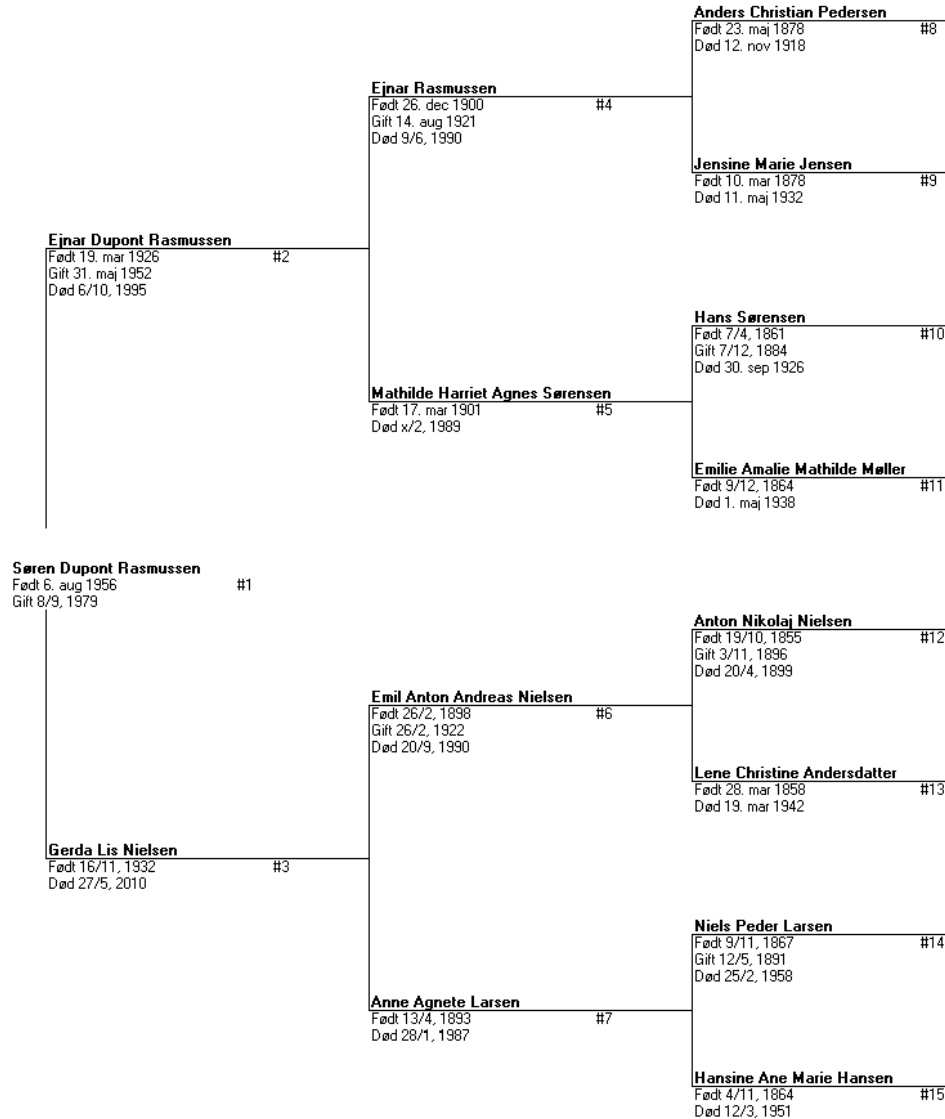 Anders Christian Pedersen
Født 23. maj 1878 #8
Død 12. nov 1918
Ejnar Rasmussen
Født 26. dec 1900 #4
Gift 14. aug 1921
Død 9/6, 1990
Jensine Marie Jensen
Født 10. mar 1878 #9
Død 11. maj 1932
Ejnar Dupont Rasmussen
Født 19. mar 1926 #2
Gift 31. maj 1952
Død 6/10, 1995
Hans Sørensen
Født 7/4, 1861 #10
Gift 7/12, 1884
Død 30. sep 1926
Mathilde Harriet Agnes Sørensen
Født 17. mar 1901 #5
Død x/2, 1989
Emilie Amalie Mathilde Møller
Født 9/12, 1864 #11
Død 1. maj 1938
Søren Dupont Rasmussen
Født 6. aug 1956 #1
Gift 8/9, 1979
Anton Nikolaj Nielsen
Født 19/10, 1855 #12
Gift 3/11, 1896
Død 20/4, 1899
Emil Anton Andreas Nielsen
Født 26/2, 1898 #6
Gift 26/2, 1922
Død 20/9, 1990
Lene Christine Andersdatter
Født 28. mar 1858 #13
Død 19. mar 1942
Gerda Lis Nielsen
Født 16/11, 1932 #3
Død 27/5, 2010
Niels Peder Larsen
Født 9/11, 1867 #14
Gift 12/5, 1891
Død 25/2, 1958
Anne Agnete Larsen
Født 13/4, 1893 #7
Død 28/1, 1987
Hansine Ane Marie Hansen
Født 4/11, 1864 #15
Død 12/3, 1951